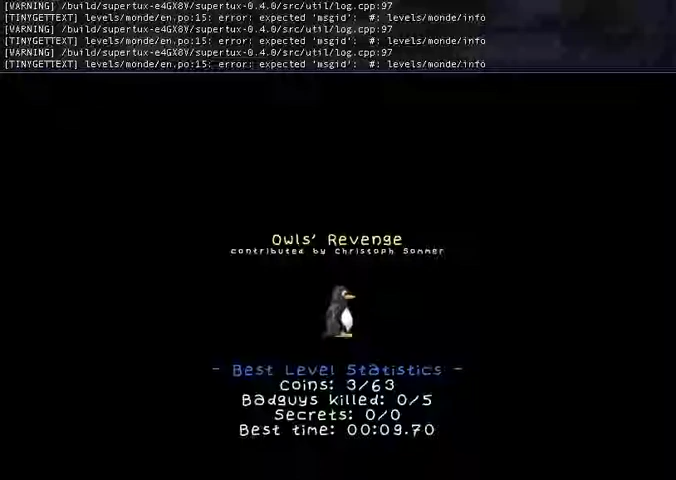 [WARNING] /build/supertux-e4GX8V/supertux-0.4.0/src/util/log.cpp:97
[TINYGETTEXT] levels/monde/en.po:15: error: expected 'msgid':  #: levels/monde/info
[WARNING] /build/supertux-e4GX8V/supertux-0.4.0/src/util/log.cpp:97
[TINYGETTEXT] levels/monde/en.po:15: error: expected 'msgid':  #: levels/monde/info
[WARNING] /build/supertux-e4GX8V/supertux-0.4.0/src/util/log.cpp:97
[TINYGETTEXT] levels/monde/en.po:15: error: expected 'msgid':  #: levels/monde/info
Owls' Revenge
contributed by Christoph Sommer
- Best Level Statistics -
Coins: 3/63
Badguys killed: 0/5
Secrets: 0/0
Best time: 00:09.70